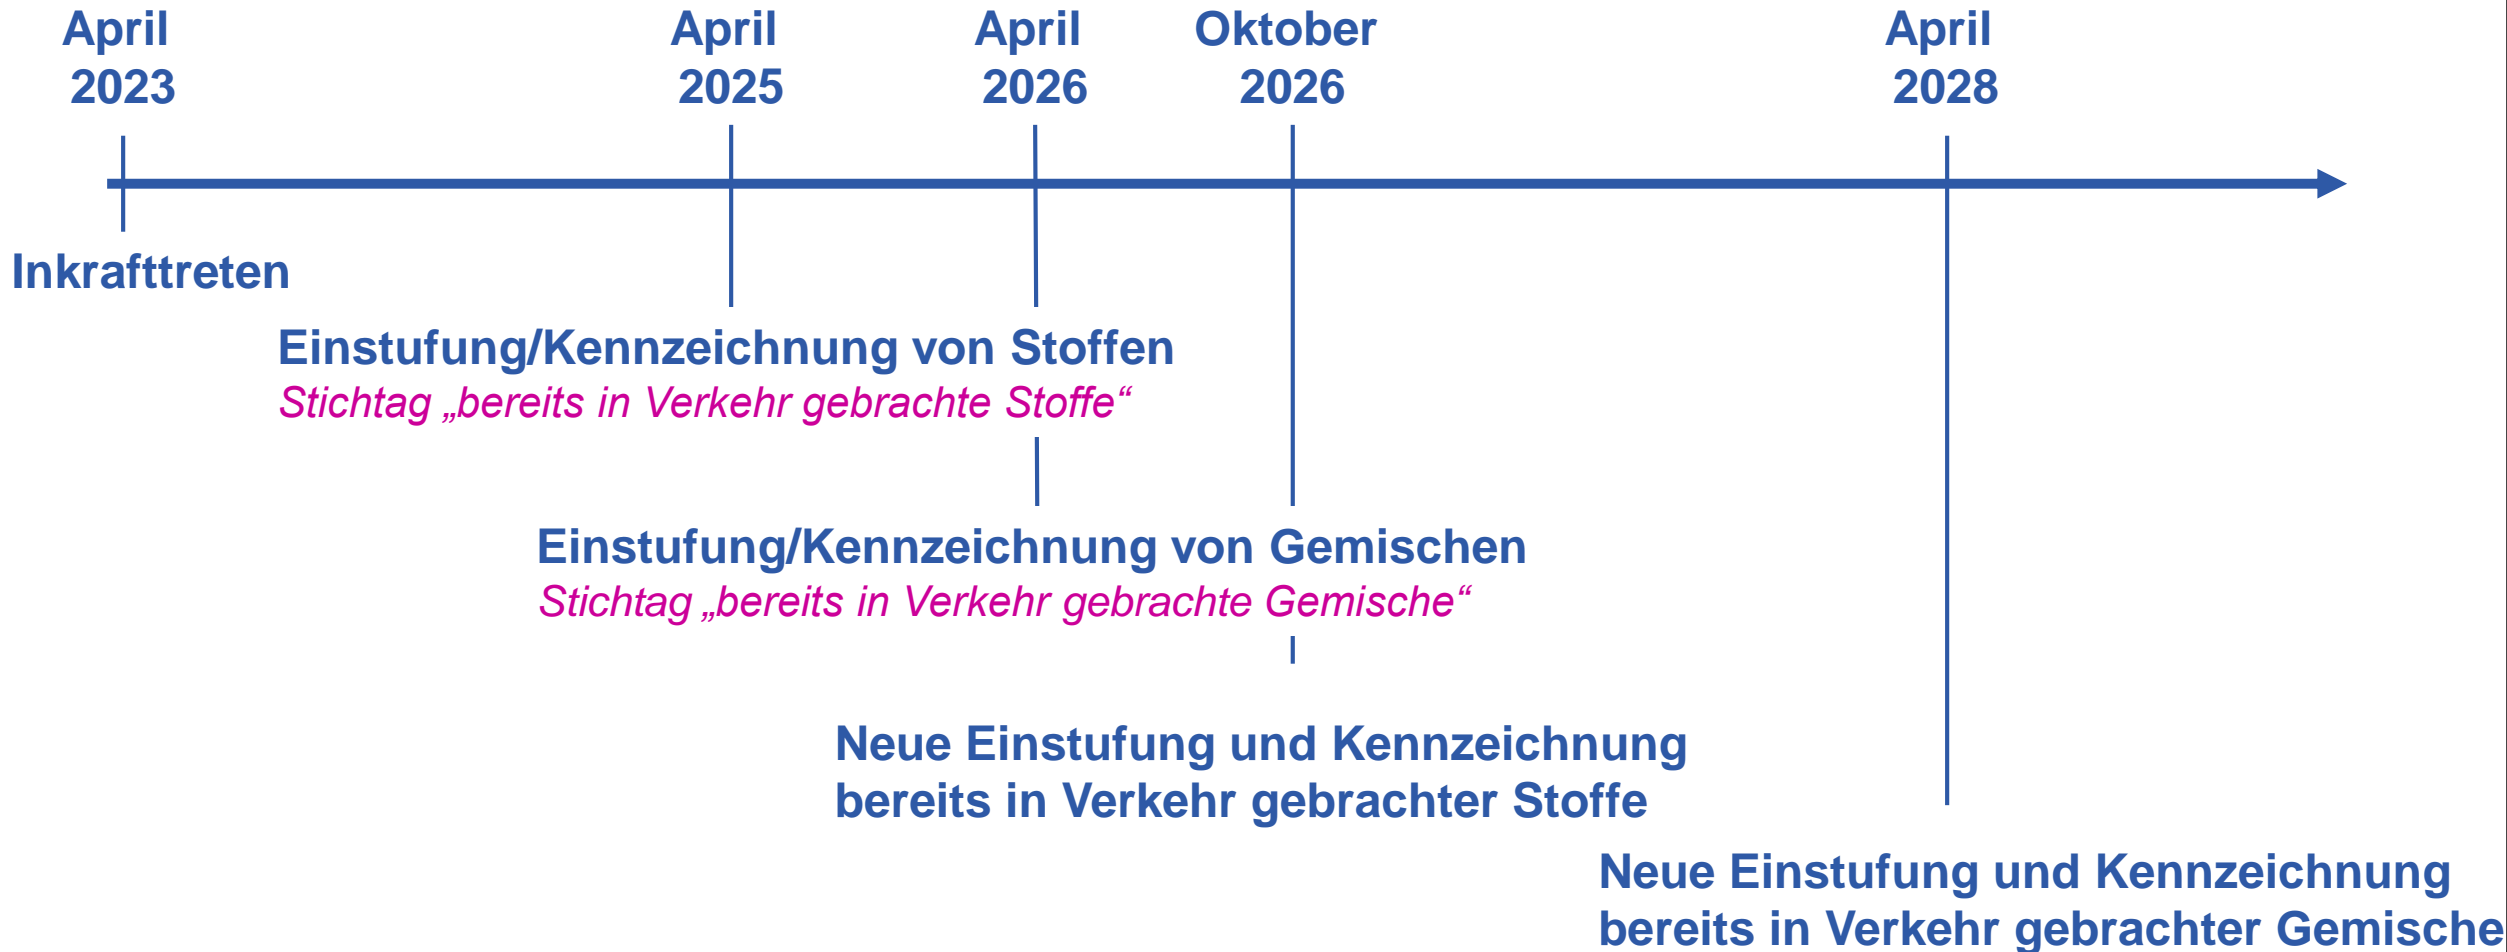 April
2023
April
2025
April
2026
Oktober
2026
April
2028
Inkrafttreten
Einstufung/Kennzeichnung von Stoffen
Stichtag „bereits in Verkehr gebrachte Stoffe“
Einstufung/Kennzeichnung von Gemischen
Stichtag „bereits in Verkehr gebrachte Gemische“
Neue Einstufung und Kennzeichnung
bereits in Verkehr gebrachter Stoffe
Neue Einstufung und Kennzeichnung
bereits in Verkehr gebrachter Gemische